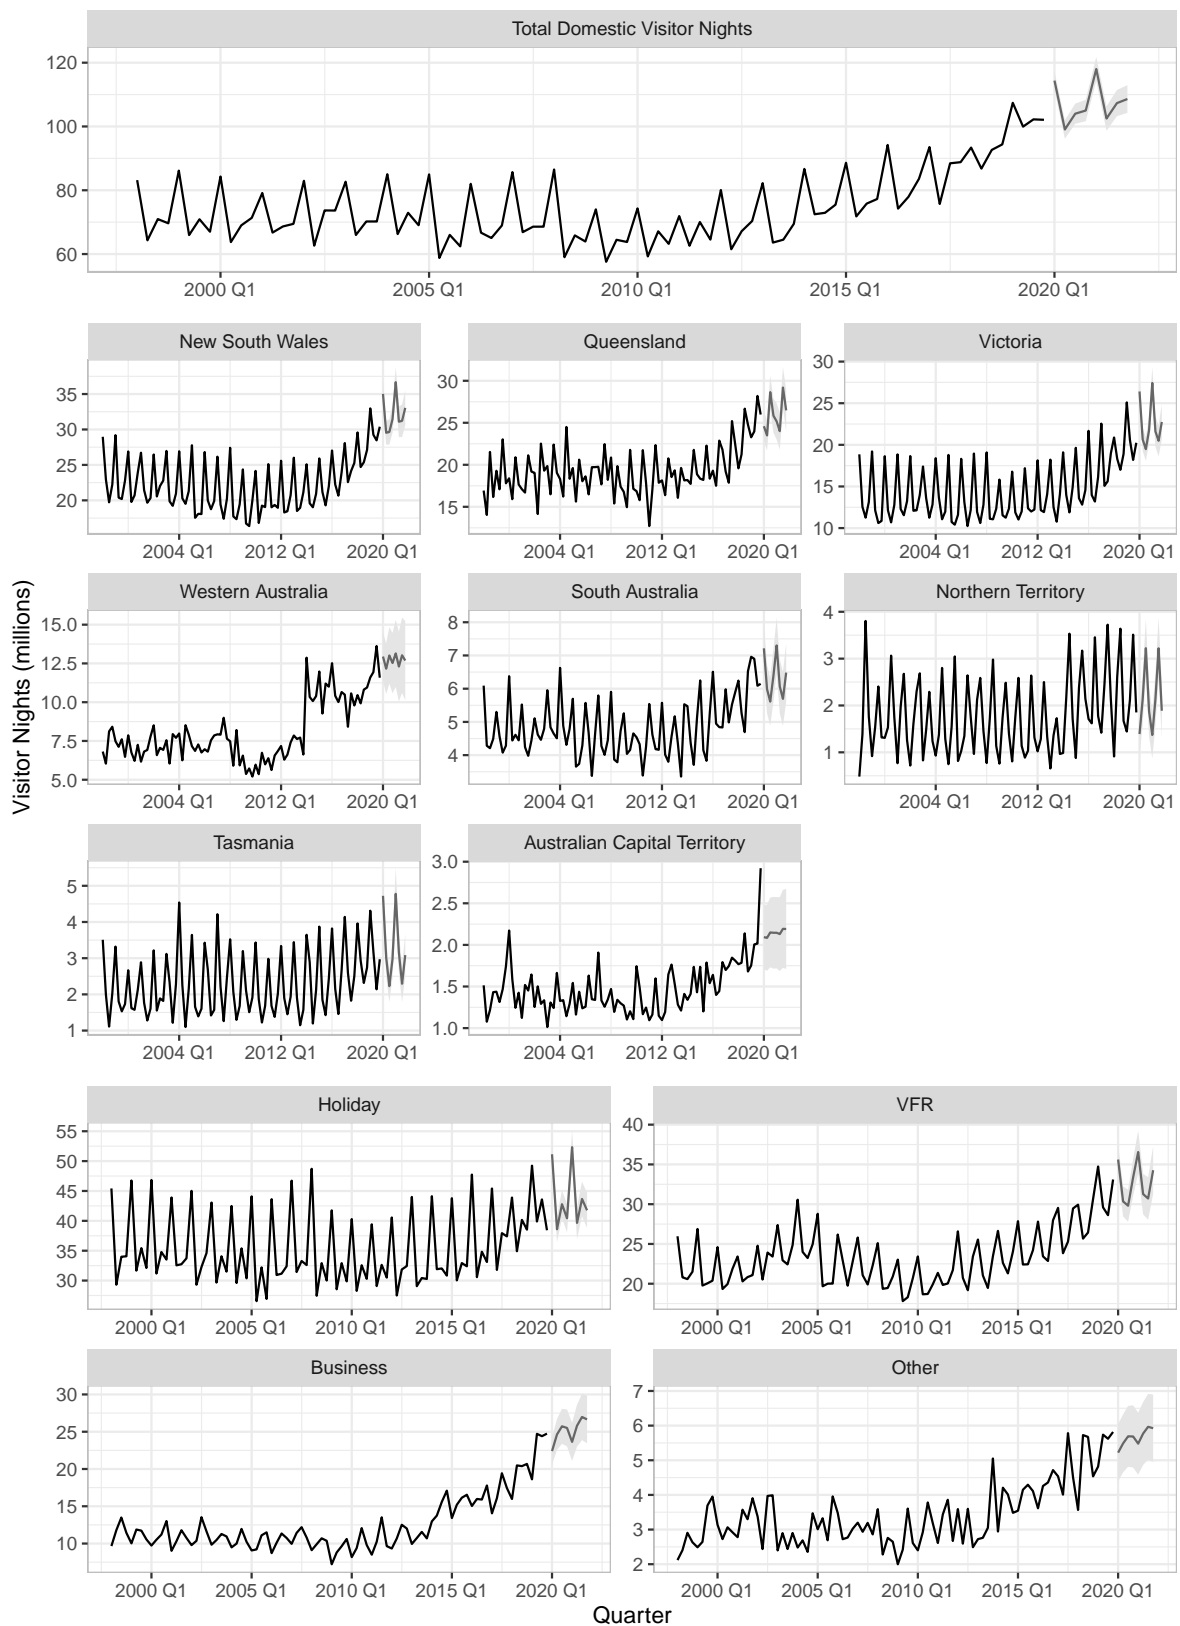 Total Domestic Visitor Nights
120
100
80
60
2000 Q1 2005 Q1 2010 Q1 2015 Q1 2020 Q1
New South Wales
35
30
25
20
2004 Q1 2012 Q1 2020 Q1
Queensland
30
25
20
15
2004 Q1 2012 Q1 2020 Q1
Victoria
30
25
20
15
10
2004 Q1 2012 Q1 2020 Q1
Visitor Nights (millions)
Western Australia
15.0
12.5
10.0
7.5
5.0
2004 Q1 2012 Q1 2020 Q1
South Australia
8
7
6
5
4
2004 Q1 2012 Q1 2020 Q1
Northern Territory
4
3
2
1
2004 Q1 2012 Q1 2020 Q1
Tasmania
5
4
3
2
1
2004 Q1 2012 Q1 2020 Q1
Australian Capital Territory
3.0
2.5
2.0
1.5
1.0
2004 Q1 2012 Q1 2020 Q1
Holiday
55
50
45
40
35
30
2000 Q1 2005 Q1 2010 Q1 2015 Q1 2020 Q1
VFR
40
35
30
25
20
2000 Q1 2005 Q1 2010 Q1 2015 Q1 2020 Q1
Business
30
25
20
15
10
2000 Q1 2005 Q1 2010 Q1 2015 Q1 2020 Q1
Other
7
6
5
4
3
2
2000 Q1 2005 Q1 2010 Q1 2015 Q1 2020 Q1
Quarter